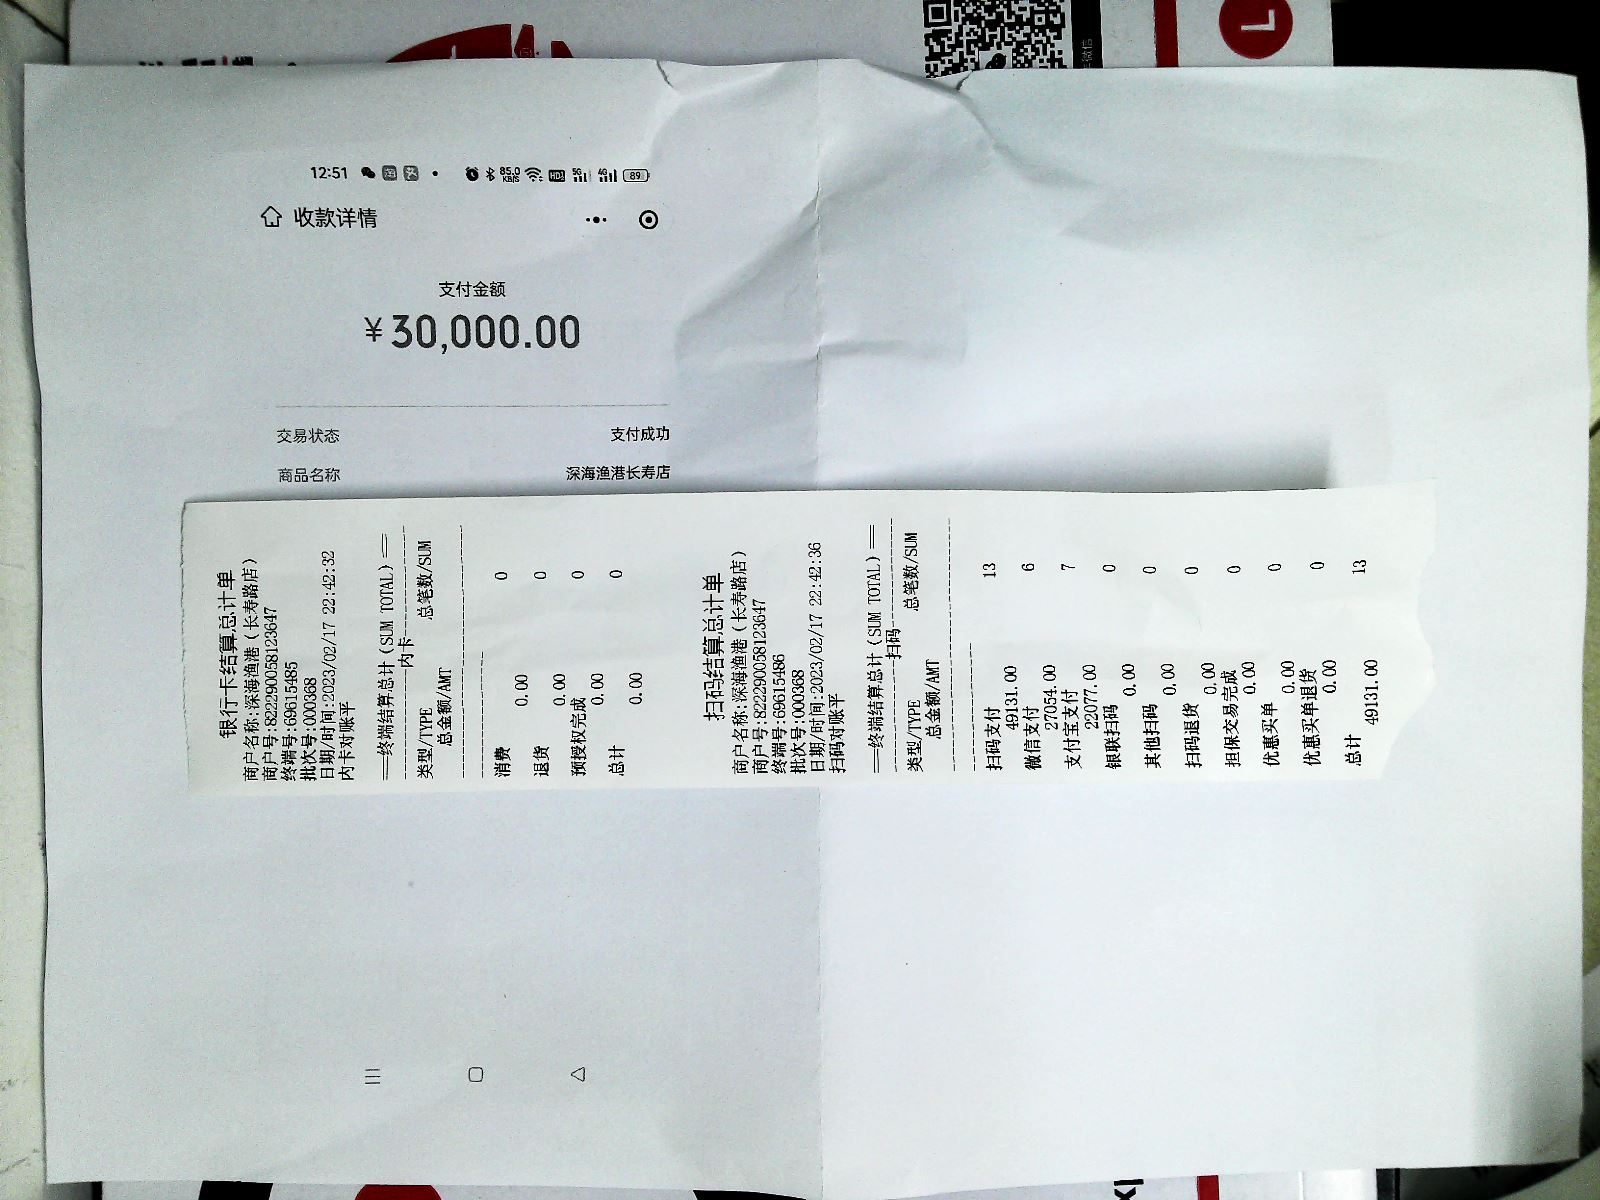 12:51
85.0
KB/s
HD
5G
4G
89
收款详情
支付金额
¥30,000.00
交易状态 支付成功
商品名称 深海渔港长寿店
银行卡结算总计单
商户名称:深海渔港(长寿路店)
商户号:822290058123647
终端号:69615485
批次号:000368
日期/时间:2023/02/17 22:42:32
内卡对账平
==终端结算总计(SUM TOTAL)==
内卡
类型/TYPE 总笔数/SUM
总金额/AMT
消费 0
0.00
退货 0
0.00
预授权完成 0
0.00
总计 0
0.00
扫码结算总计单
商户名称:深海渔港(长寿路店)
商户号:82229005812​3647
终端号:69615486
批次号:000368
日期/时间:2023/02/17 22:42:36
扫码对账平
==终端结算总计(SUM TOTAL)==
扫码
类型/TYPE 总笔数/SUM
总金额/AMT
扫码支付 13
49131.00
微信支付 6
27054.00
支付宝支付 7
22077.00
银联扫码 0
0.00
其他扫码 0
0.00
扫码退货 0
0.00
担保交易完成 0
0.00
优惠买单 0
0.00
优惠买单退货 0
0.00
总计 13
49131.00